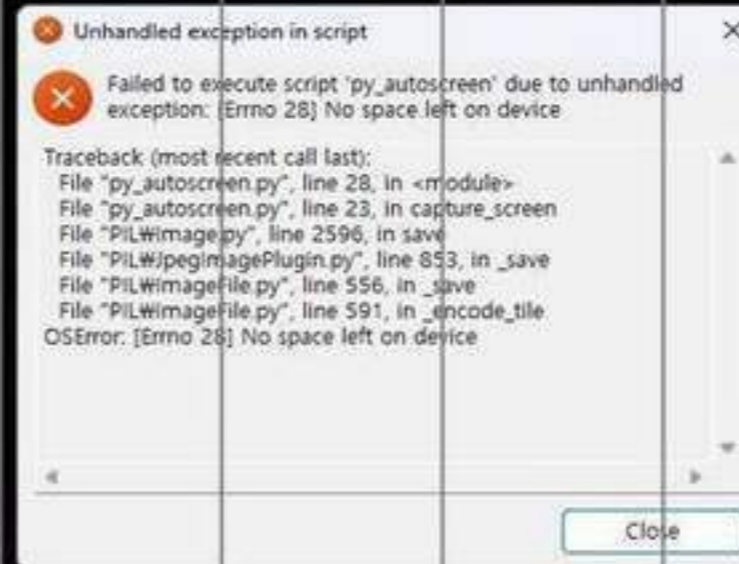 Unhandled exception in script
Failed to execute script 'py_autoscreen' due to unhandled
exception: [Errno 28] No space left on device
Traceback (most recent call last):
File "py_autoscreen.py", line 28, in <module>
File "py_autoscreen.py", line 23, in capture_screen
File "PIL₩Image.py", line 2596, in save
File "PIL₩JpegImagePlugin.py", line 853, in _save
File "PIL₩ImageFile.py", line 556, in _save
File "PIL₩ImageFile.py", line 591, in _encode_tile
OSError: [Errno 28] No space left on device
Close